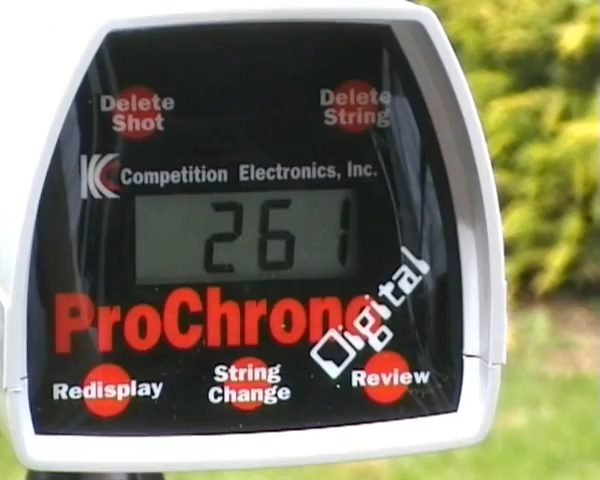 Delete Shot
Delete String
Competition Electronics, Inc.
261
ProChrono
Digital
Redisplay
String Change
Review